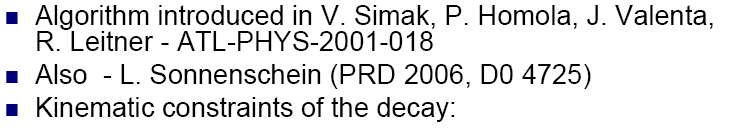 Algorithm introduced in V. Simak, P. Homola, J. Valenta,
R. Leitner - ATL-PHYS-2001-018
Also - L. Sonnenschein (PRD 2006, D0 4725)
Kinematic constraints of the decay: